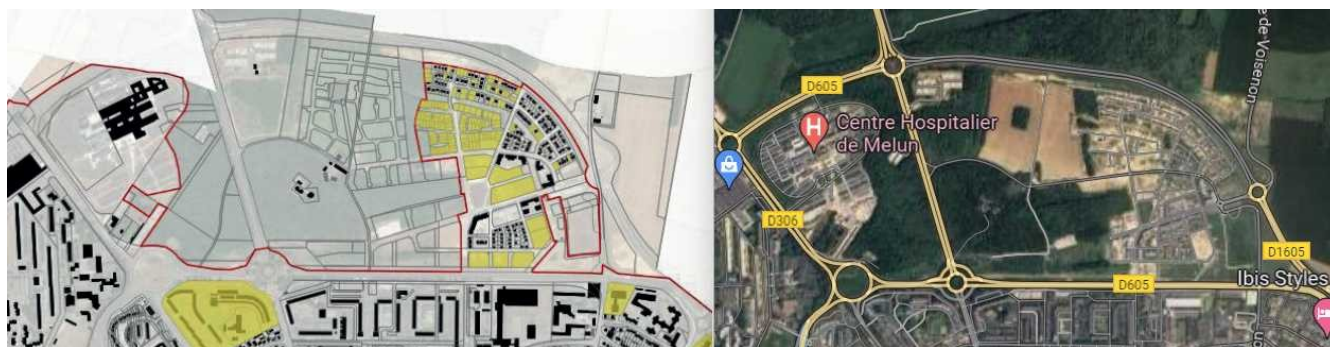 D605
Centre Hospitalier
de Melun
D306
e-de-Voisenon
D1605
D605
Ibis Styles